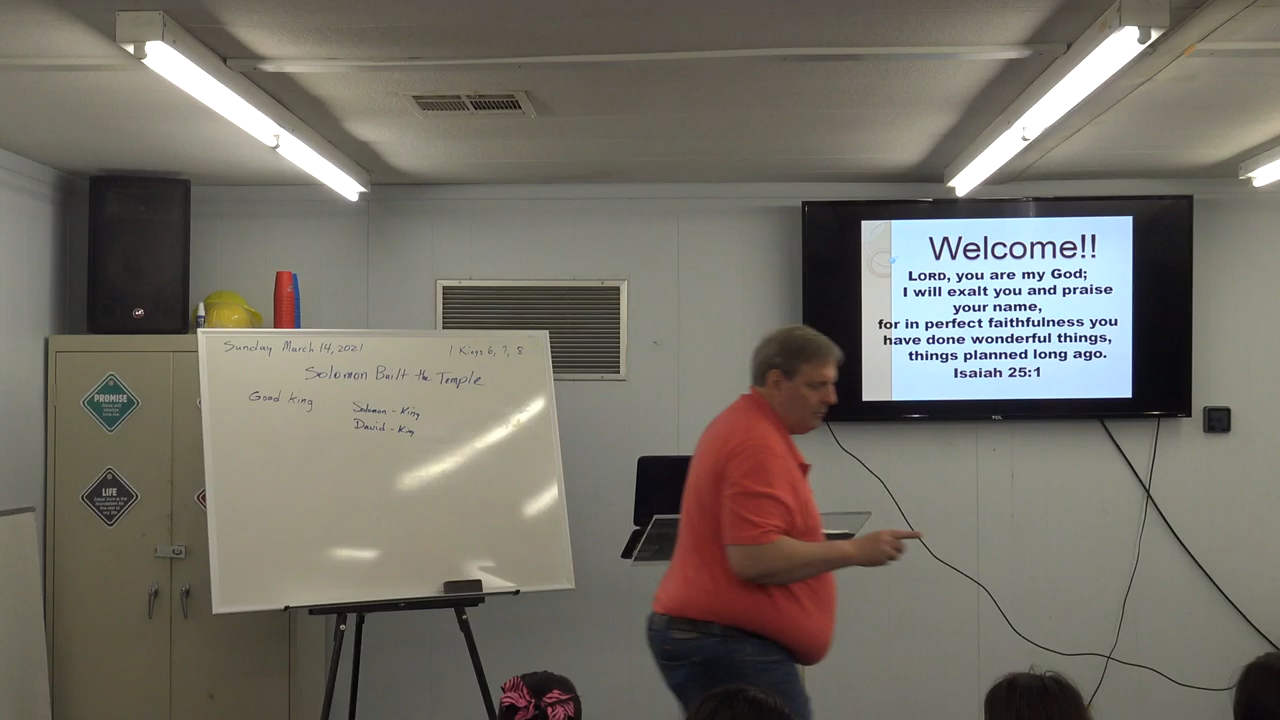 Sunday March 14, 2021
1 Kings 6, 7, 8
Solomon Built the Temple
Good King
Solomon - King
David - King
PROMISE
LIFE
Welcome!!
LORD, you are my God;
I will exalt you and praise
your name,
for in perfect faithfulness you
have done wonderful things,
things planned long ago.
Isaiah 25:1
TCL